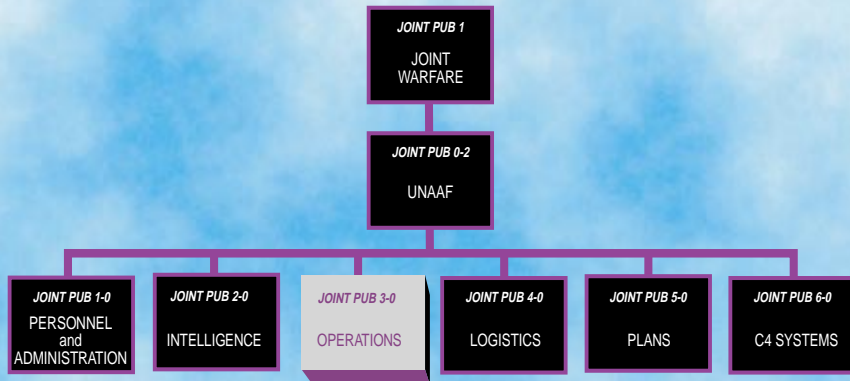 JOINT PUB 1
JOINT
WARFARE
JOINT PUB 0-2
UNAAF
JOINT PUB 1-0
PERSONNEL
and
ADMINISTRATION
JOINT PUB 2-0
INTELLIGENCE
JOINT PUB 3-0
OPERATIONS
JOINT PUB 4-0
LOGISTICS
JOINT PUB 5-0
PLANS
JOINT PUB 6-0
C4 SYSTEMS